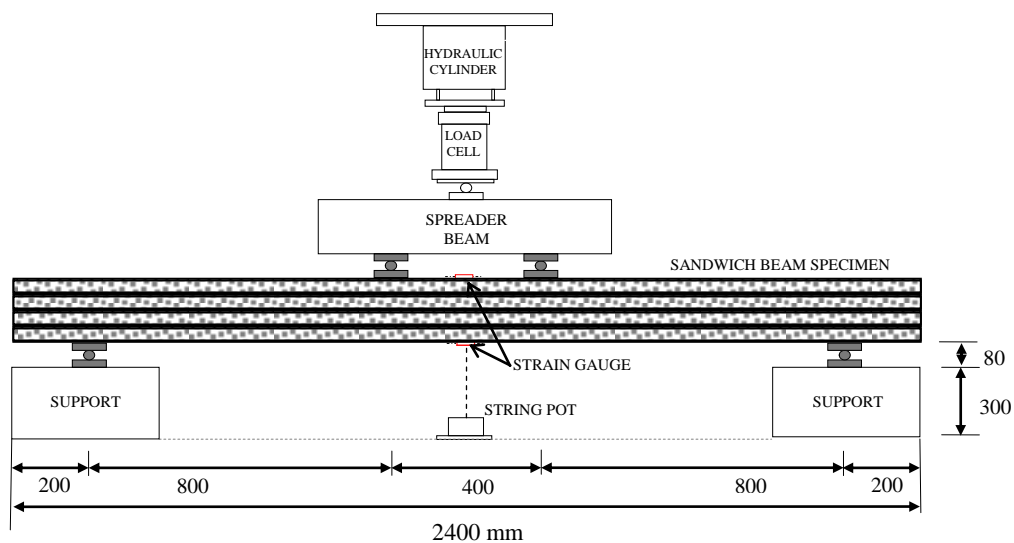 HYDRAULIC
CYLINDER
LOAD
CELL
SPREADER
BEAM
SANDWICH BEAM SPECIMEN
STRAIN GAUGE
80
SUPPORT
SUPPORT
300
STRING POT
200
800
400
800
200
2400 mm